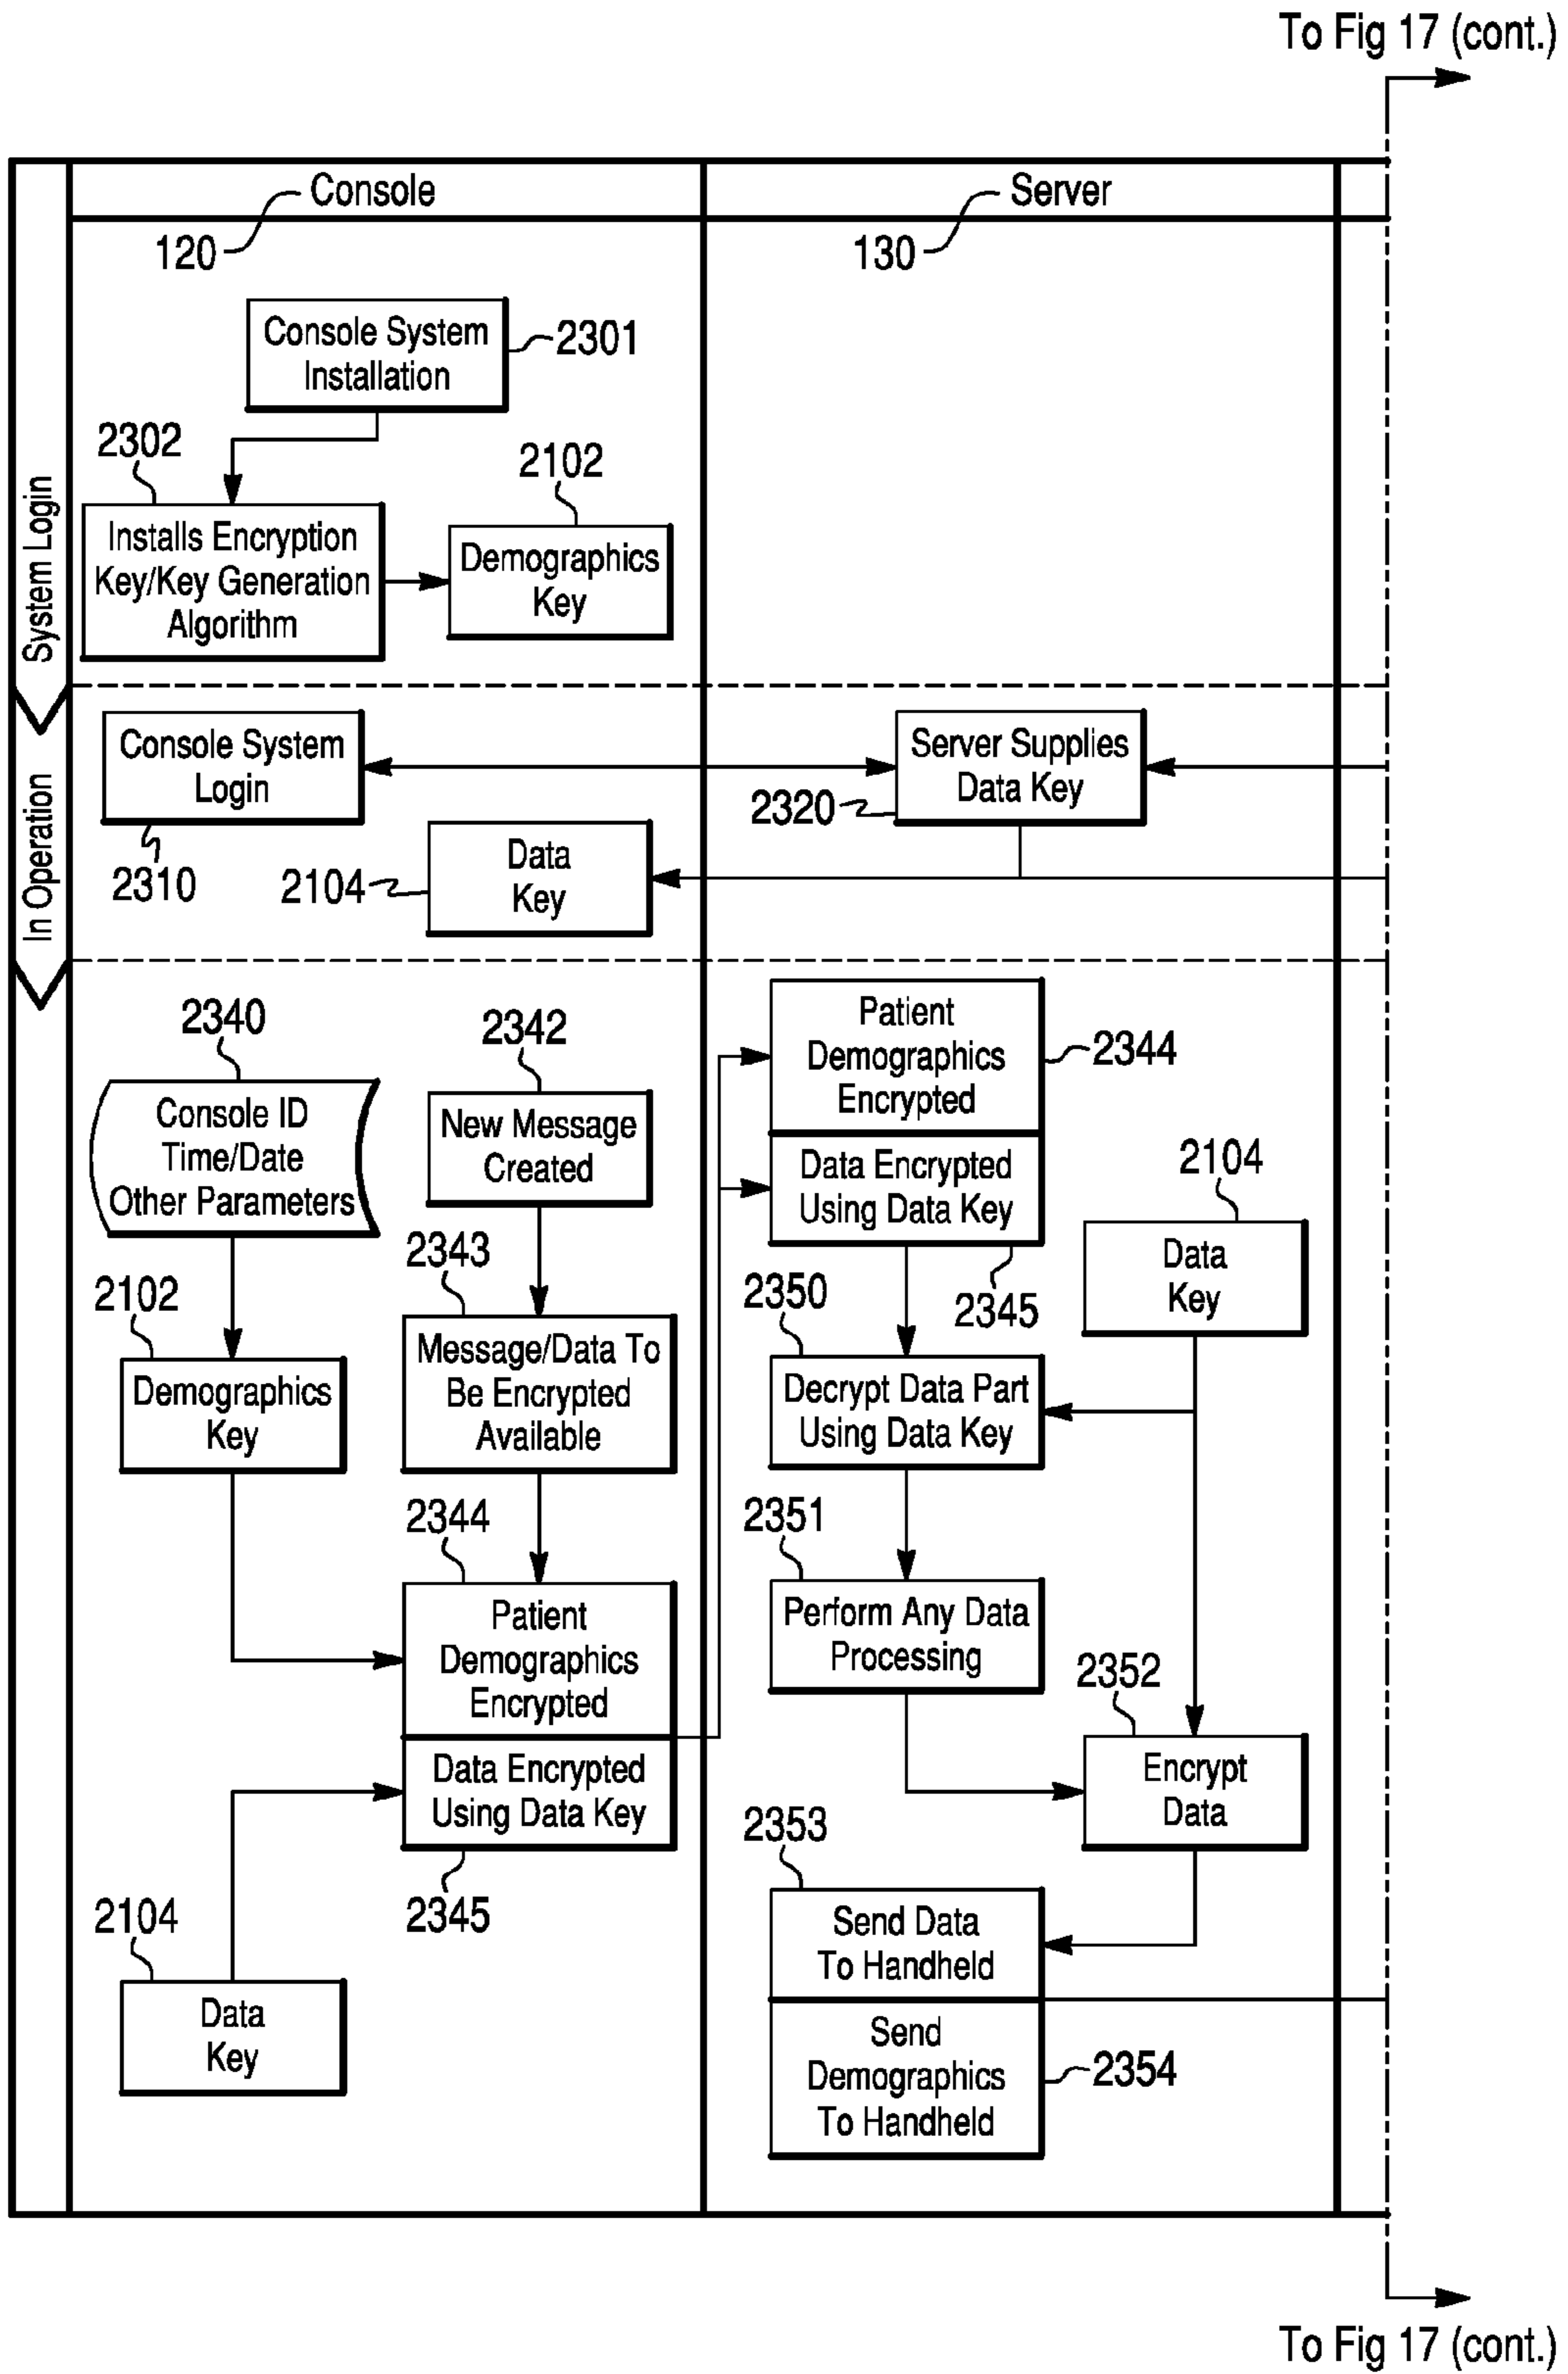 To Fig 17 (cont.)
Console
Server
120
130
System Login
Console System
Installation
2301
2302
Installs Encryption
Key/Key Generation
Algorithm
2102
Demographics
Key
In Operation
Console System
Login
2310
Server Supplies
Data Key
2320
Data
Key
2104
2340
Console ID
Time/Date
Other Parameters
2342
New Message
Created
2102
Demographics
Key
2343
Message/Data To
Be Encrypted
Available
2344
Patient
Demographics
Encrypted
Data Encrypted
Using Data Key
2345
2104
Data
Key
Patient
Demographics
Encrypted
2344
Data Encrypted
Using Data Key
2345
2104
Data
Key
2350
Decrypt Data Part
Using Data Key
2351
Perform Any Data
Processing
2352
Encrypt
Data
2353
Send Data
To Handheld
Send
Demographics
To Handheld
2354
To Fig 17 (cont.)